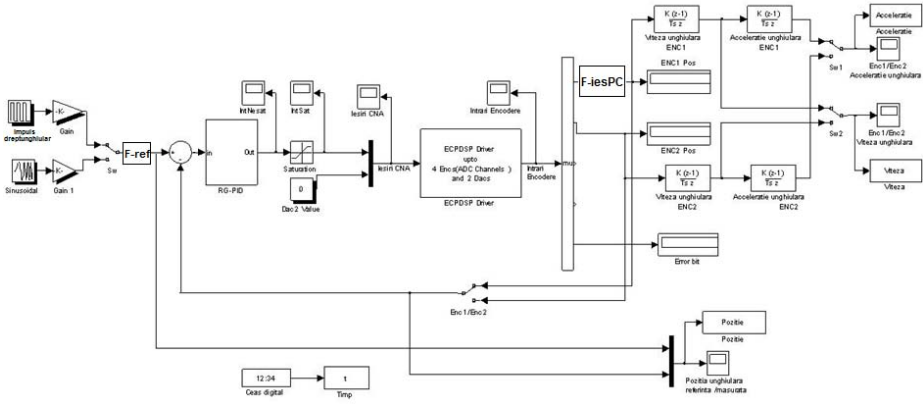 Impuls
dreptunghiular
-K-
Gain
Sinusoidal
-K-
Gain 1
Sw
F-ref
In
Out
RG-PID
IntNesat
IntSat
Saturation
0
Dac2 Value
Iesiri CNA
Iesiri CNA
ECPDSP Driver
upto
4 Encs(ADC Channels )
and 2 Dacs
ECPDSP Driver
Intrari Encodere
Intrari
Encodere
F-iesPC
K (z-1)
Ts z
Viteza unghiulara
ENC1
K (z-1)
Ts z
Acceleratie unghiulara
ENC1
ENC1 Pos
ENC2 Pos
K (z-1)
Ts z
Viteza unghiulara
ENC2
K (z-1)
Ts z
Acceleratie unghiulara
ENC2
Error bit
Sw1
Sw2
Acceleratie
Acceleratie
Enc1/Enc2
Acceleratie unghiulara
Enc1/Enc2
Viteza unghiulara
Viteza
Viteza
Enc1/Enc2
Pozitie
Pozitie
Pozitia unghiulara
referinta /masurata
12:34
Ceas digital
1
Timp